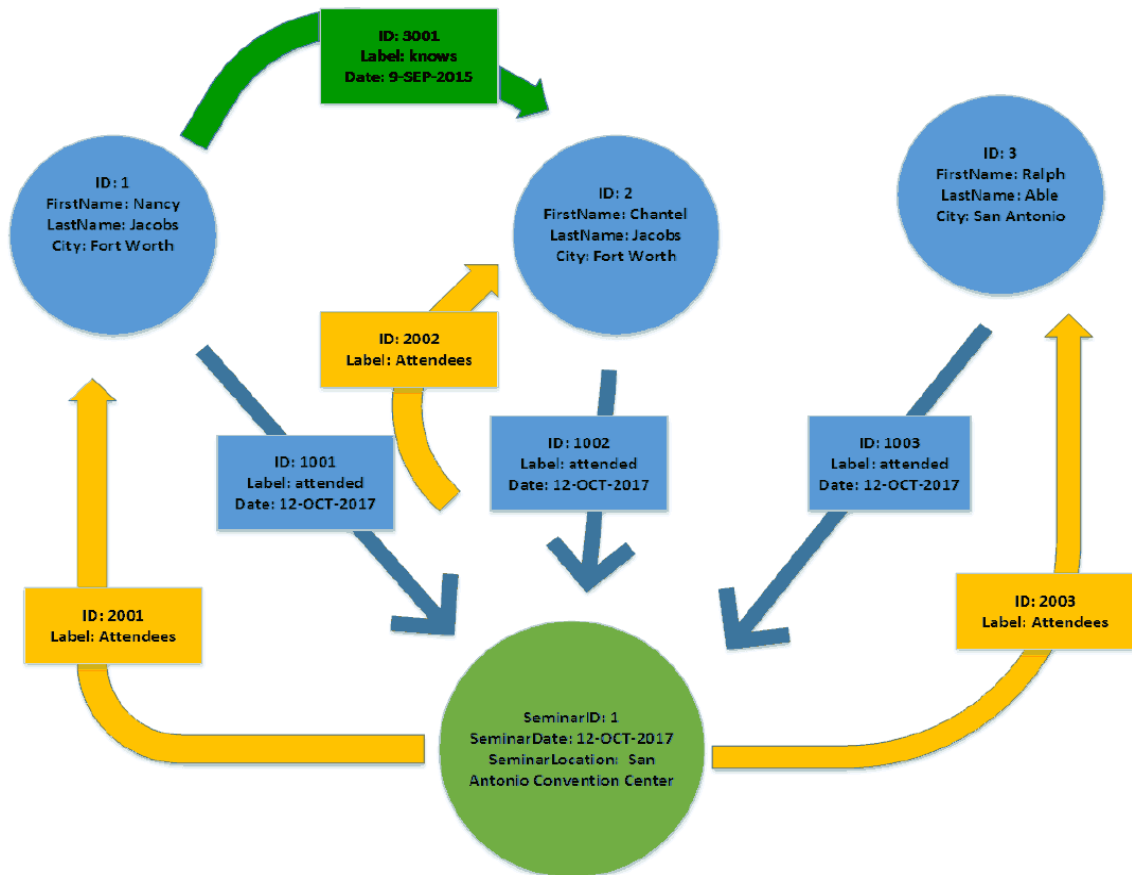 ID: 3001
Label: knows
Date: 9-SEP-2015
ID: 1
FirstName: Nancy
LastName: Jacobs
City: Fort Worth
ID: 2
FirstName: Chantel
LastName: Jacobs
City: Fort Worth
ID: 3
FirstName: Ralph
LastName: Able
City: San Antonio
ID: 2002
Label: Attendees
ID: 1001
Label: attended
Date: 12-OCT-2017
ID: 1002
Label: attended
Date: 12-OCT-2017
ID: 1003
Label: attended
Date: 12-OCT-2017
ID: 2001
Label: Attendees
ID: 2003
Label: Attendees
SeminarID: 1
SeminarDate: 12-OCT-2017
SeminarLocation: San
Antonio Convention Center